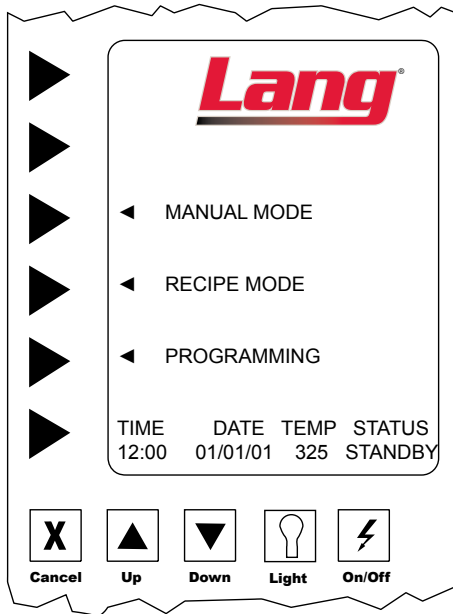 Lang®
MANUAL MODE
RECIPE MODE
PROGRAMMING
TIME DATE TEMP STATUS
12:00 01/01/01 325 STANDBY
X
Cancel Up Down Light On/Off